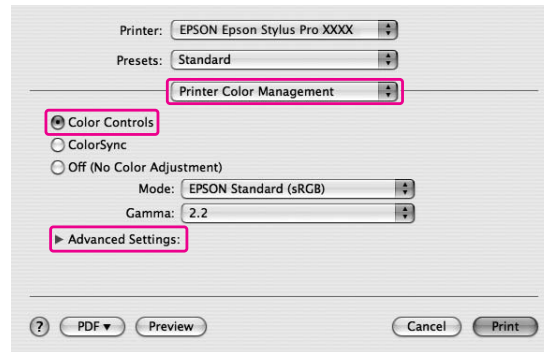 Printer: EPSON Epson Stylus Pro XXXX
Presets: Standard
Printer Color Management
Color Controls
ColorSync
Off (No Color Adjustment)
Mode: EPSON Standard (sRGB)
Gamma: 2.2
Advanced Settings:
? PDF Preview Cancel Print